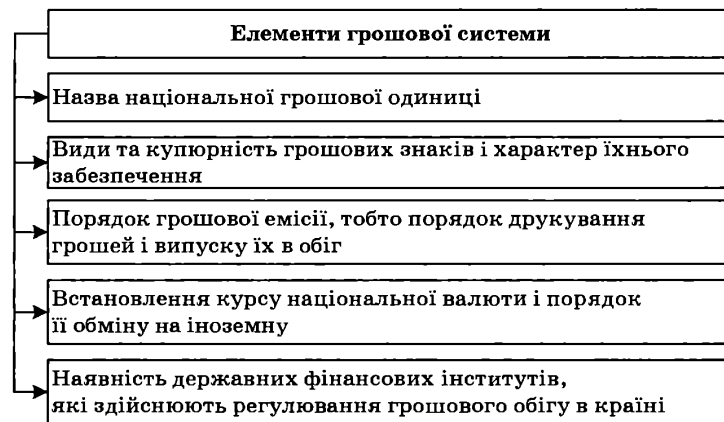 Елементи грошової системи
Назва національної грошової одиниці
Види та купюрність грошових знаків і характер їхнього
забезпечення
Порядок грошової емісії, тобто порядок друкування
грошей і випуску їх в обіг
Встановлення курсу національної валюти і порядок
її обміну на іноземну
Наявність державних фінансових інститутів,
які здійснюють регулювання грошового обігу в країні